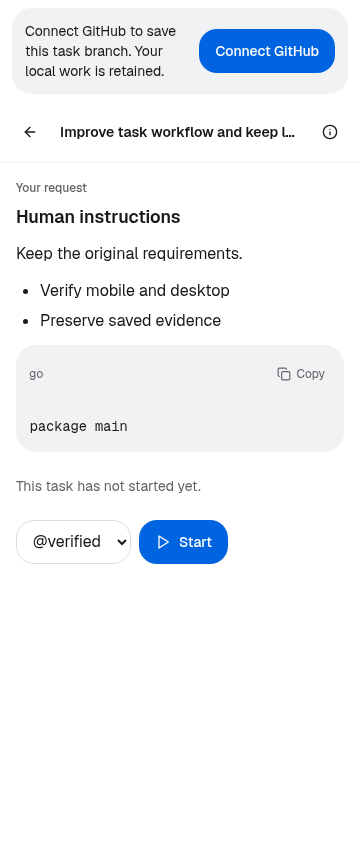 Connect GitHub to save
this task branch. Your
local work is retained.
Connect GitHub
Improve task workflow and keep l...
Your request
Human instructions
Keep the original requirements.
Verify mobile and desktop
Preserve saved evidence
go
Copy
package main
This task has not started yet.
@verified
Start